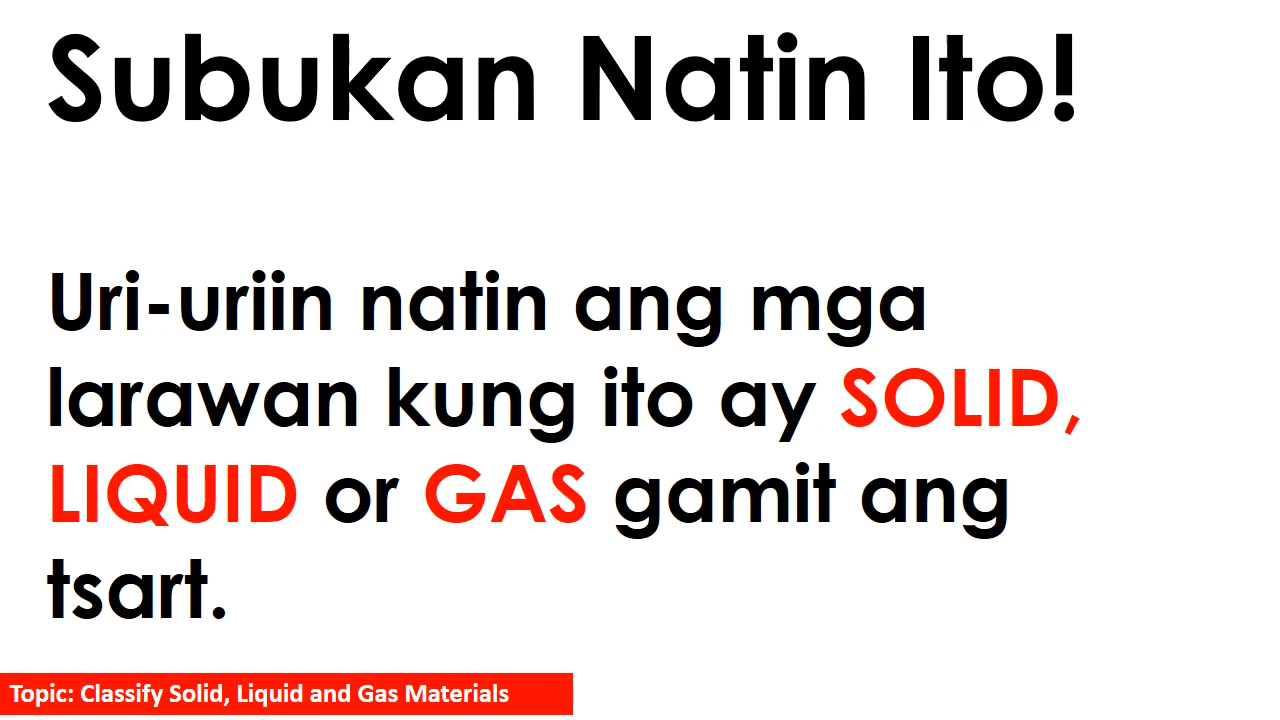 Subukan Natin Ito!
Uri-uriin natin ang mga
larawan kung ito ay SOLID,
LIQUID or GAS gamit ang
tsart.
Topic: Classify Solid, Liquid and Gas Materials